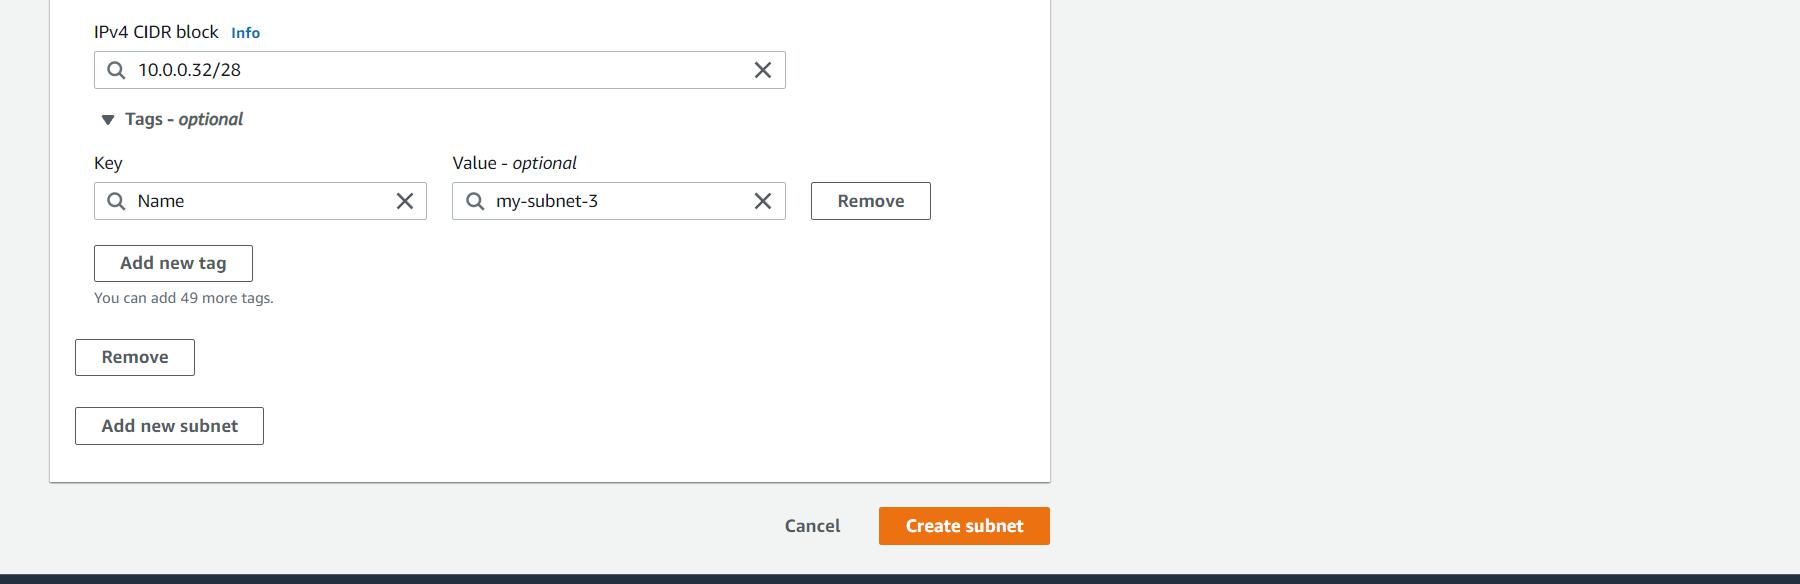 IPv4 CIDR block Info
10.0.0.32/28
Tags - optional
Key Value - optional
Name my-subnet-3 Remove
Add new tag
You can add 49 more tags.
Remove
Add new subnet
Cancel Create subnet